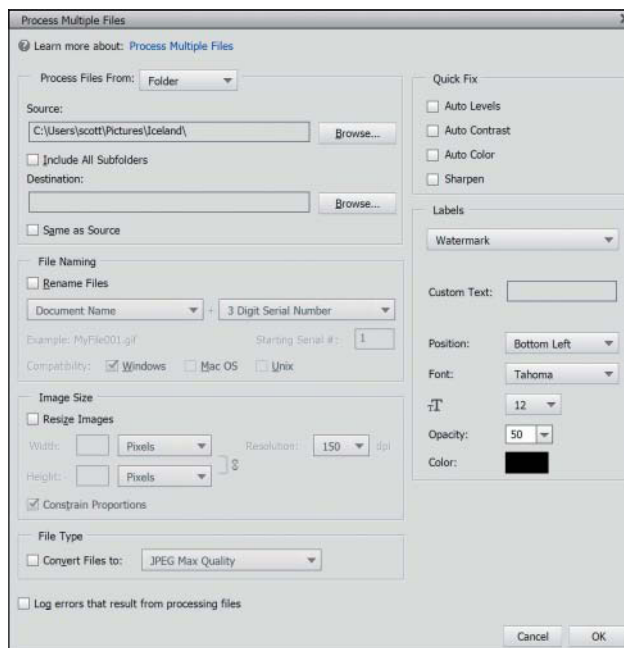 Process Multiple Files
Learn more about: Process Multiple Files
Process Files From: Folder
Source:
C:\Users\scott\Pictures\Iceland\ Browse...
Include All Subfolders
Destination:
Browse...
Same as Source
File Naming
Rename Files
Document Name + 3 Digit Serial Number
Example: MyFile001.gif Starting Serial #: 1
Compatibility: Windows Mac OS Unix
Image Size
Resize Images
Width: Pixels Resolution: 150 dpi
Height: Pixels
Constrain Proportions
File Type
Convert Files to: JPEG Max Quality
Log errors that result from processing files
Quick Fix
Auto Levels
Auto Contrast
Auto Color
Sharpen
Labels
Watermark
Custom Text:
Position: Bottom Left
Font: Tahoma
TT 12
Opacity: 50
Color:
Cancel OK